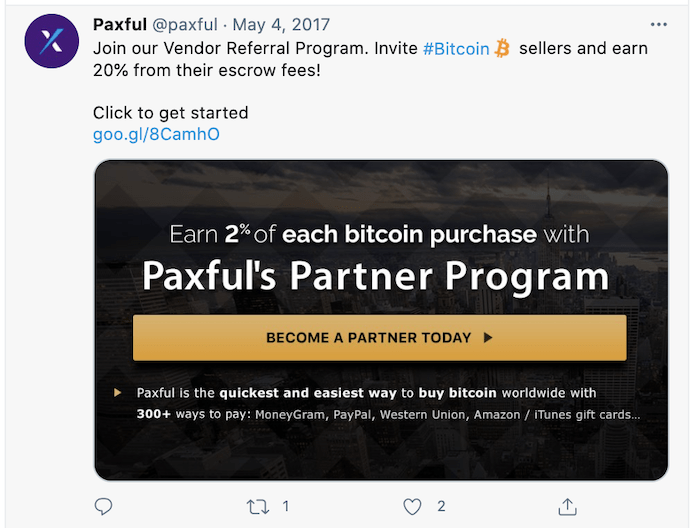 Paxful @paxful · May 4, 2017
Join our Vendor Referral Program. Invite #Bitcoin sellers and earn
20% from their escrow fees!
Click to get started
goo.gl/8CamhO
Earn 2% of each bitcoin purchase with
Paxful's Partner Program
BECOME A PARTNER TODAY
Paxful is the quickest and easiest way to buy bitcoin worldwide with
300+ ways to pay: MoneyGram, PayPal, Western Union, Amazon / iTunes gift cards...
1
2